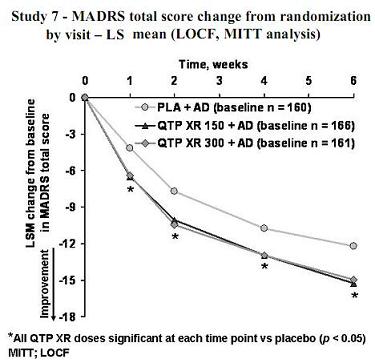 Study 7 - MADRS total score change from randomization
by visit – LS mean (LOCF, MITT analysis)
Time, weeks
0 1 2 3 4 5 6
0
-3
-6
-9
-12
-15
-18
LSM change from baseline
in MADRS total score
Improvement
PLA + AD (baseline n = 160)
QTP XR 150 + AD (baseline n = 166)
QTP XR 300 + AD (baseline n = 161)
*
*
*
*
*All QTP XR doses significant at each time point vs placebo (p < 0.05)
MITT; LOCF